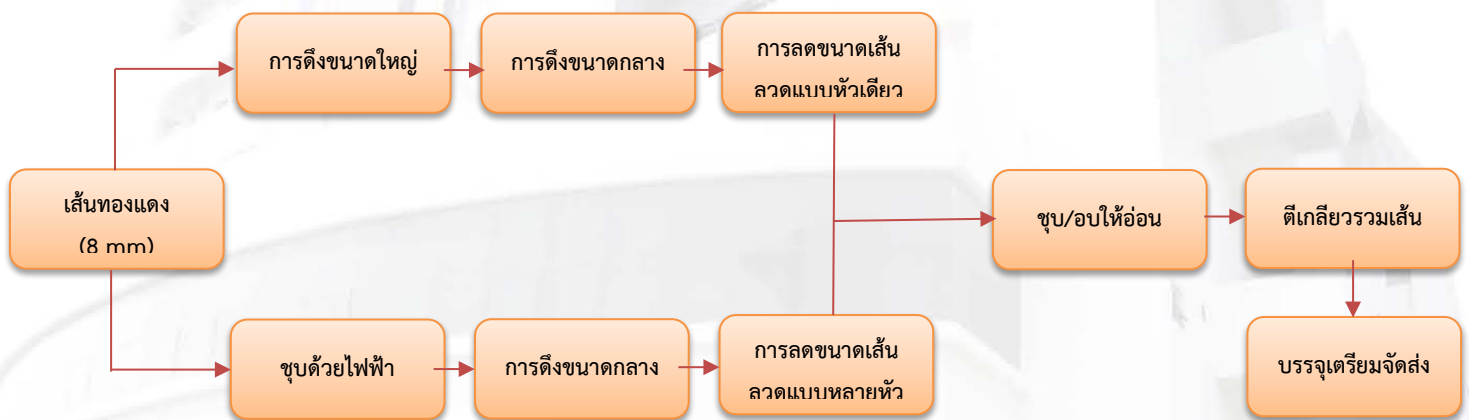 การดึงขนาดใหญ่
การดึงขนาดกลาง
การลดขนาดเส้น
ลวดแบบหัวเดียว
เส้นทองแดง
(8 mm)
ชุบ/อบให้อ่อน
ตีเกลียวรวมเส้น
ชุบด้วยไฟฟ้า
การดึงขนาดกลาง
การลดขนาดเส้น
ลวดแบบหลายหัว
บรรจุเตรียมจัดส่ง